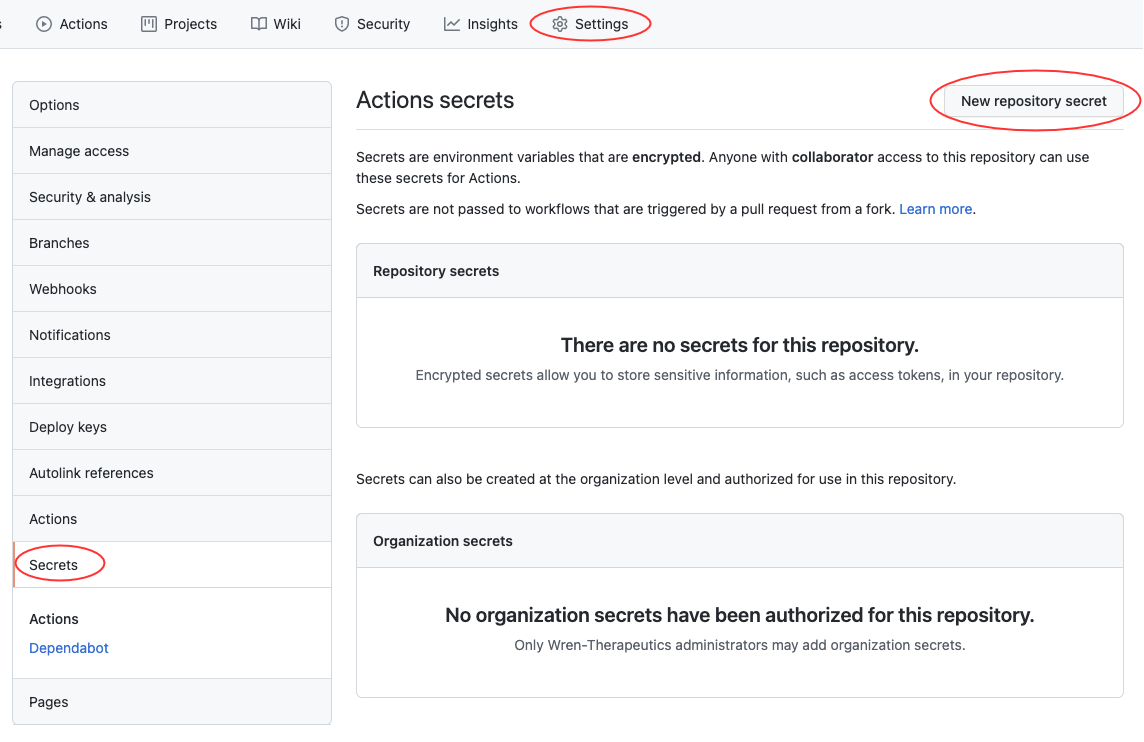 s
Actions
Projects
Wiki
Security
Insights
Settings
Options
Manage access
Security & analysis
Branches
Webhooks
Notifications
Integrations
Deploy keys
Autolink references
Actions
Secrets
Actions
Dependabot
Pages
Actions secrets
New repository secret
Secrets are environment variables that are encrypted. Anyone with collaborator access to this repository can use
these secrets for Actions.
Secrets are not passed to workflows that are triggered by a pull request from a fork. Learn more.
Repository secrets
There are no secrets for this repository.
Encrypted secrets allow you to store sensitive information, such as access tokens, in your repository.
Secrets can also be created at the organization level and authorized for use in this repository.
Organization secrets
No organization secrets have been authorized for this repository.
Only Wren-Therapeutics administrators may add organization secrets.